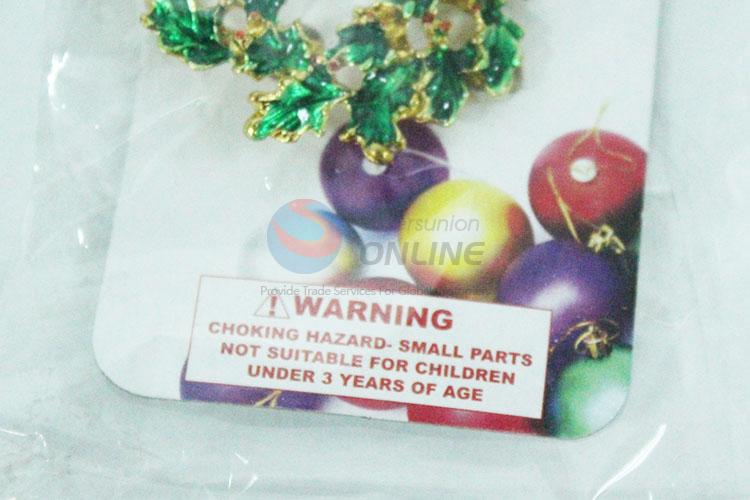 ersunion
ONLINE
Provide Trade Services For Global
WARNING
CHOKING HAZARD- SMALL PARTS
NOT SUITABLE FOR CHILDREN
UNDER 3 YEARS OF AGE